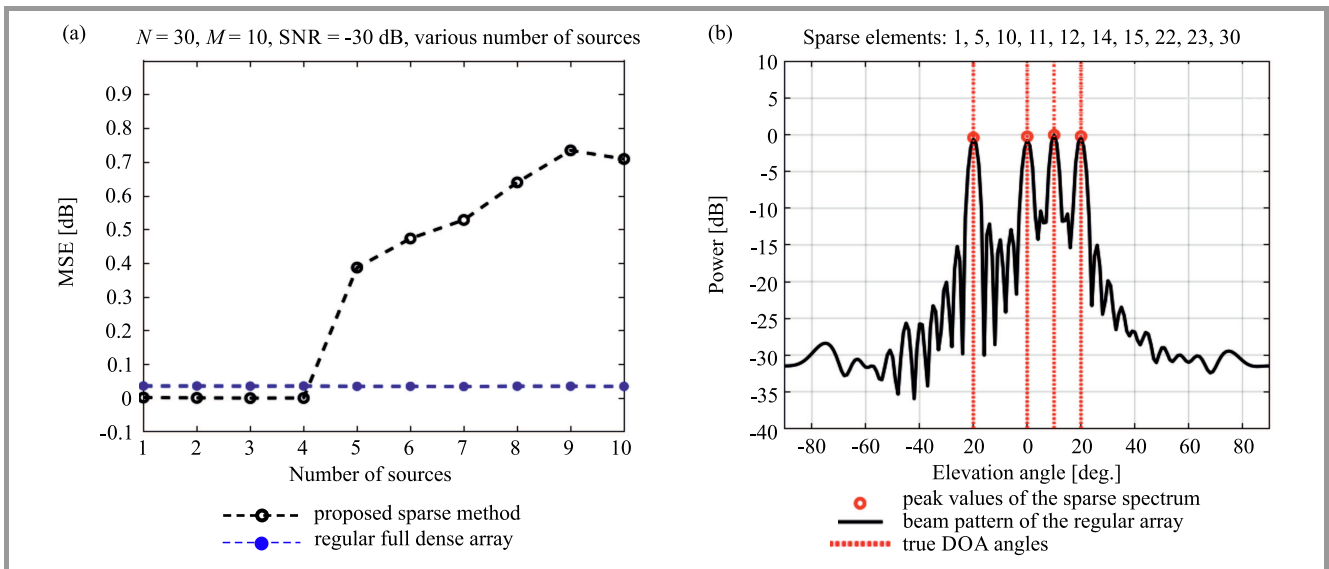 (a)
N = 30, M = 10, SNR = -30 dB, various number of sources
MSE [dB]
0.9
0.8
0.7
0.6
0.5
0.4
0.3
0.2
0.1
0
-0.1
1 2 3 4 5 6 7 8 9 10
Number of sources
proposed sparse method
regular full dense array
(b)
Sparse elements: 1, 5, 10, 11, 12, 14, 15, 22, 23, 30
Power [dB]
10
5
0
-5
-10
-15
-20
-25
-30
-35
-40
-80 -60 -40 -20 0 20 40 60 80
Elevation angle [deg.]
peak values of the sparse spectrum
beam pattern of the regular array
true DOA angles